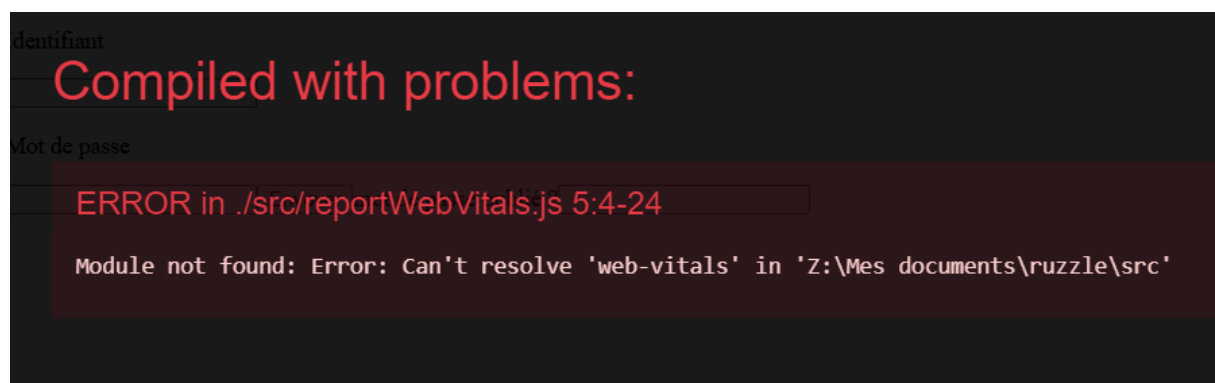 Identifiant
Compiled with problems:
Mot de passe
ERROR in ./src/reportWebVitals.js 5:4-24
Module not found: Error: Can't resolve 'web-vitals' in 'Z:\Mes documents\ruzzle\src'